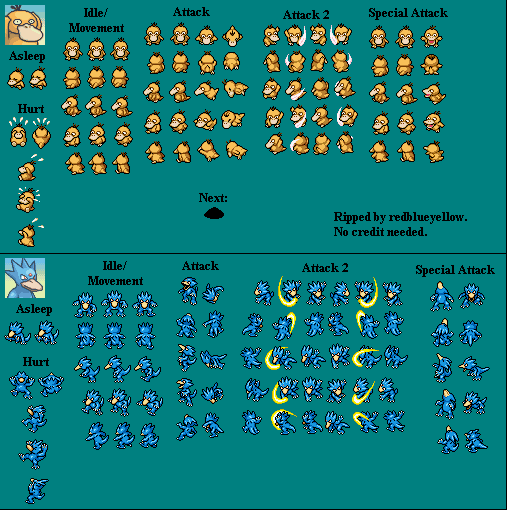 Idle/
Movement
Attack
Attack 2
Special Attack
Asleep
Hurt
Next:
Ripped by redblueyellow.
No credit needed.
Idle/
Movement
Attack
Attack 2
Special Attack
Asleep
Hurt